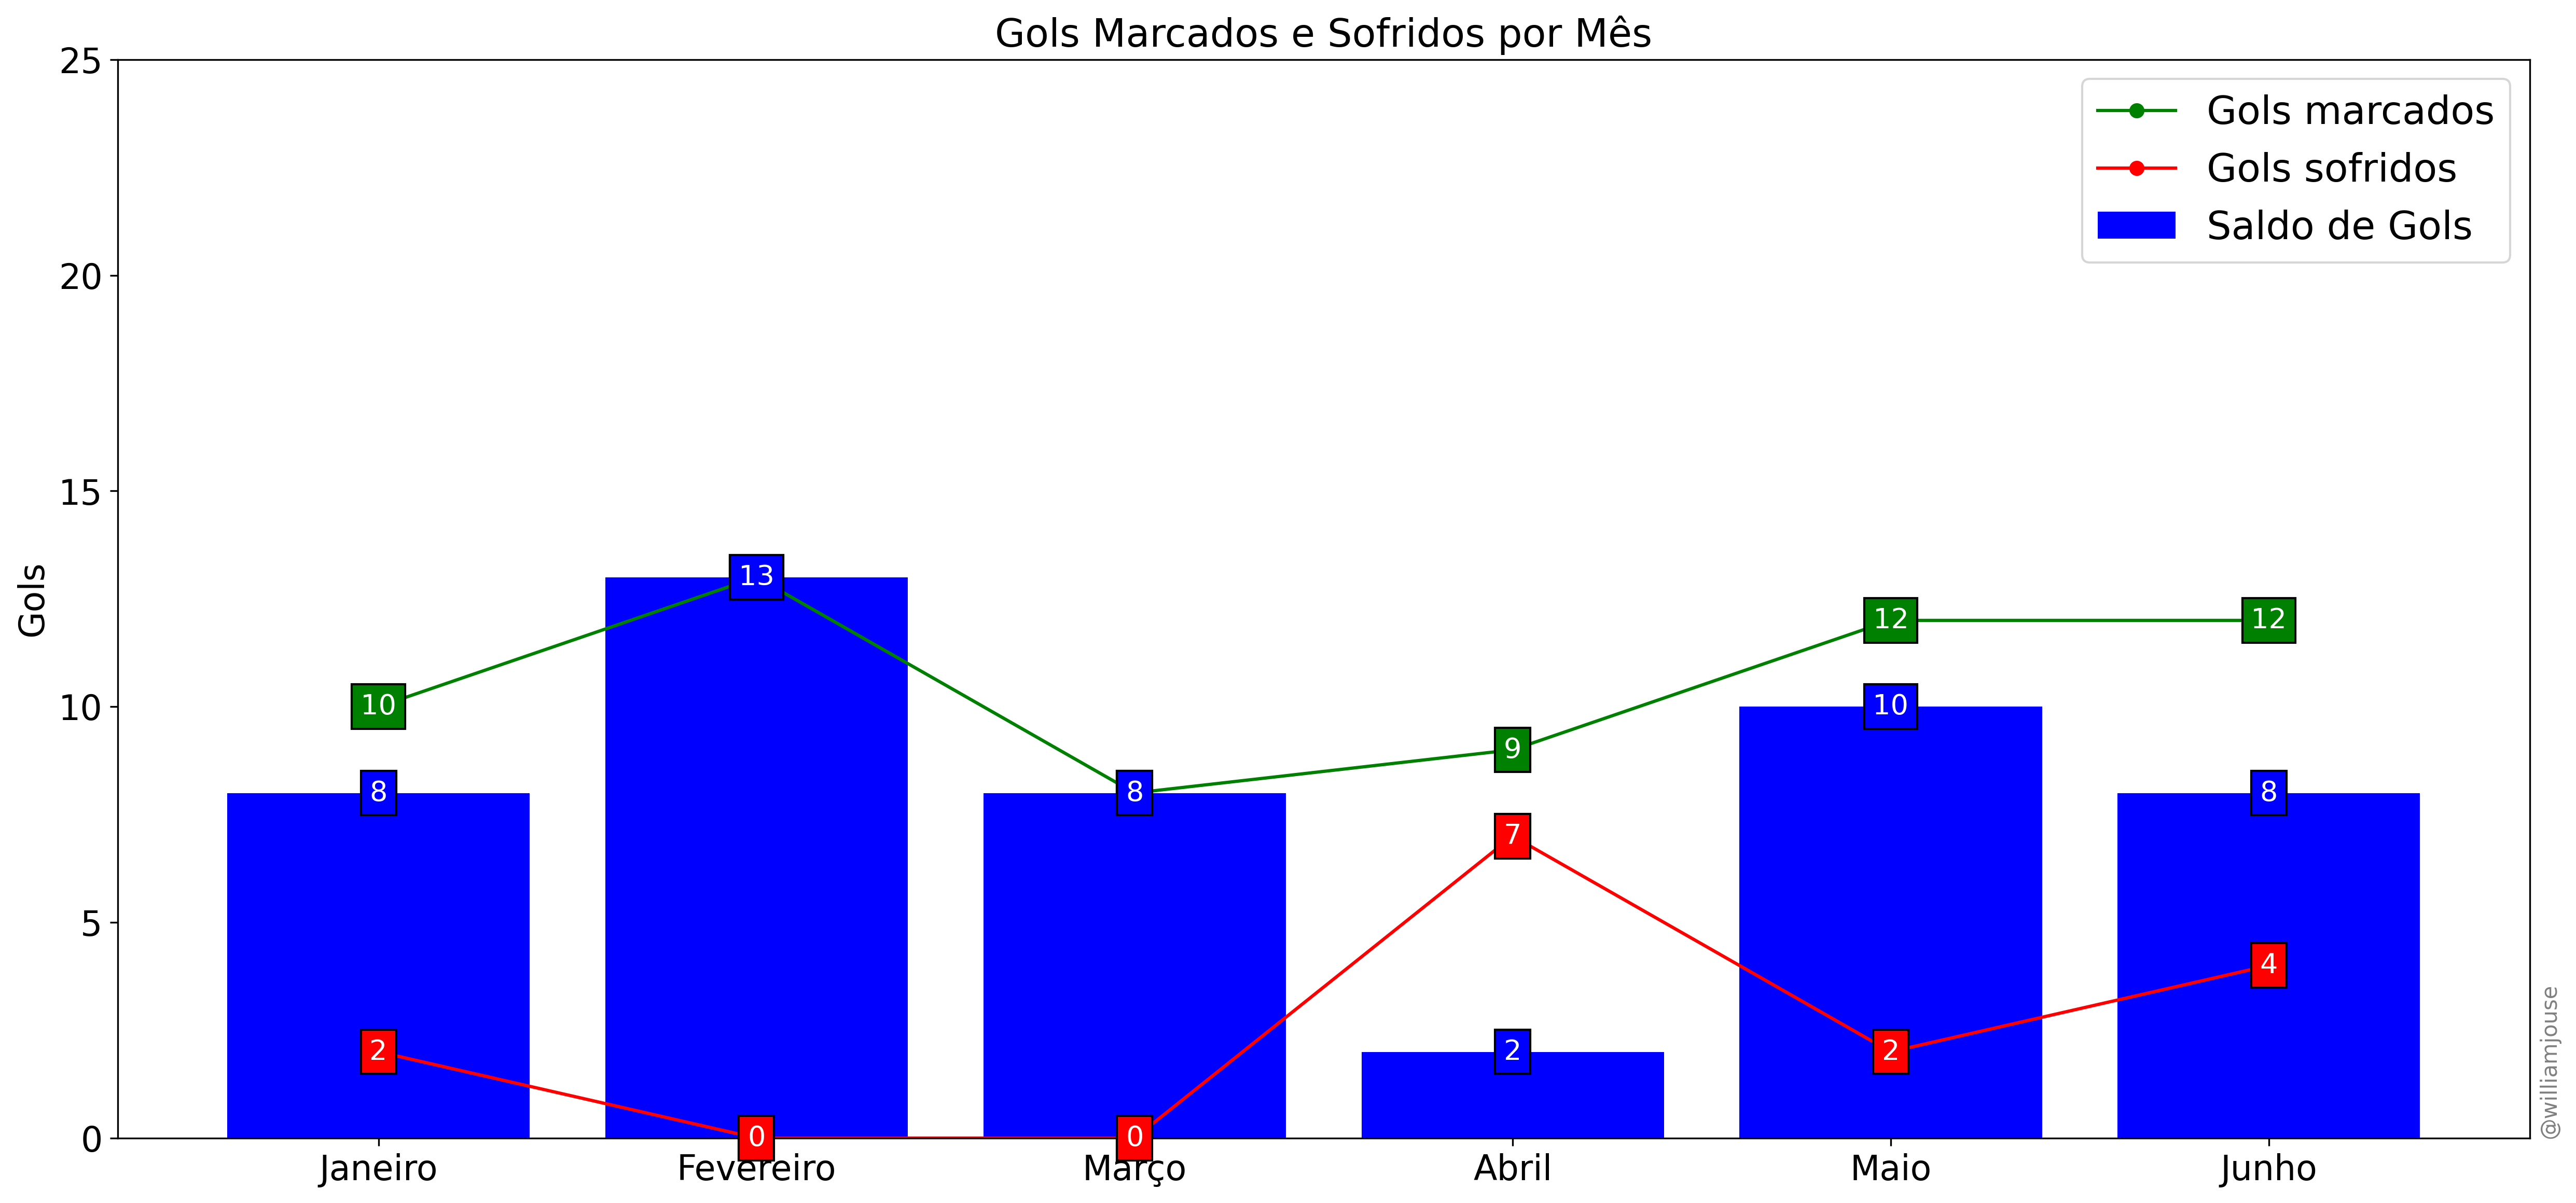 Gols Marcados e Sofridos por Mês
25
20
15
10
5
0
Gols
Gols marcados
Gols sofridos
Saldo de Gols
13
12
12
10
10
9
8
8
8
7
4
2
2
2
0
0
Janeiro
Fevereiro
Março
Abril
Maio
Junho
@williamjouse